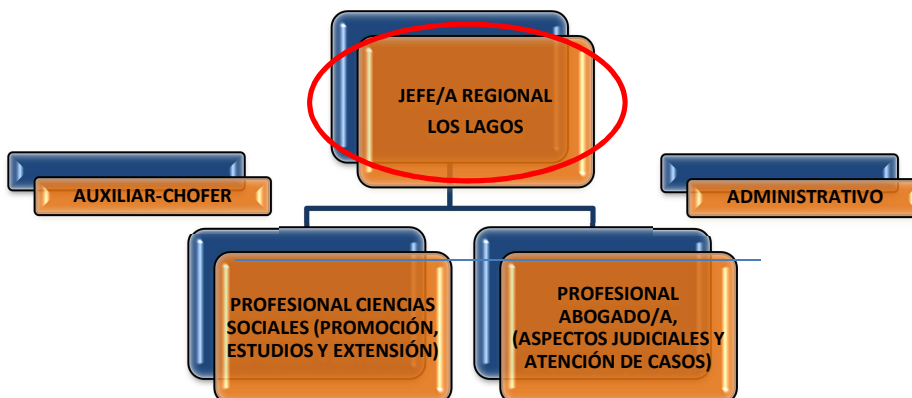 JEFE/A REGIONAL
LOS LAGOS
AUXILIAR-CHOFER
ADMINISTRATIVO
PROFESIONAL CIENCIAS
SOCIALES (PROMOCIÓN,
ESTUDIOS Y EXTENSIÓN)
PROFESIONAL
ABOGADO/A,
(ASPECTOS JUDICIALES Y
ATENCIÓN DE CASOS)